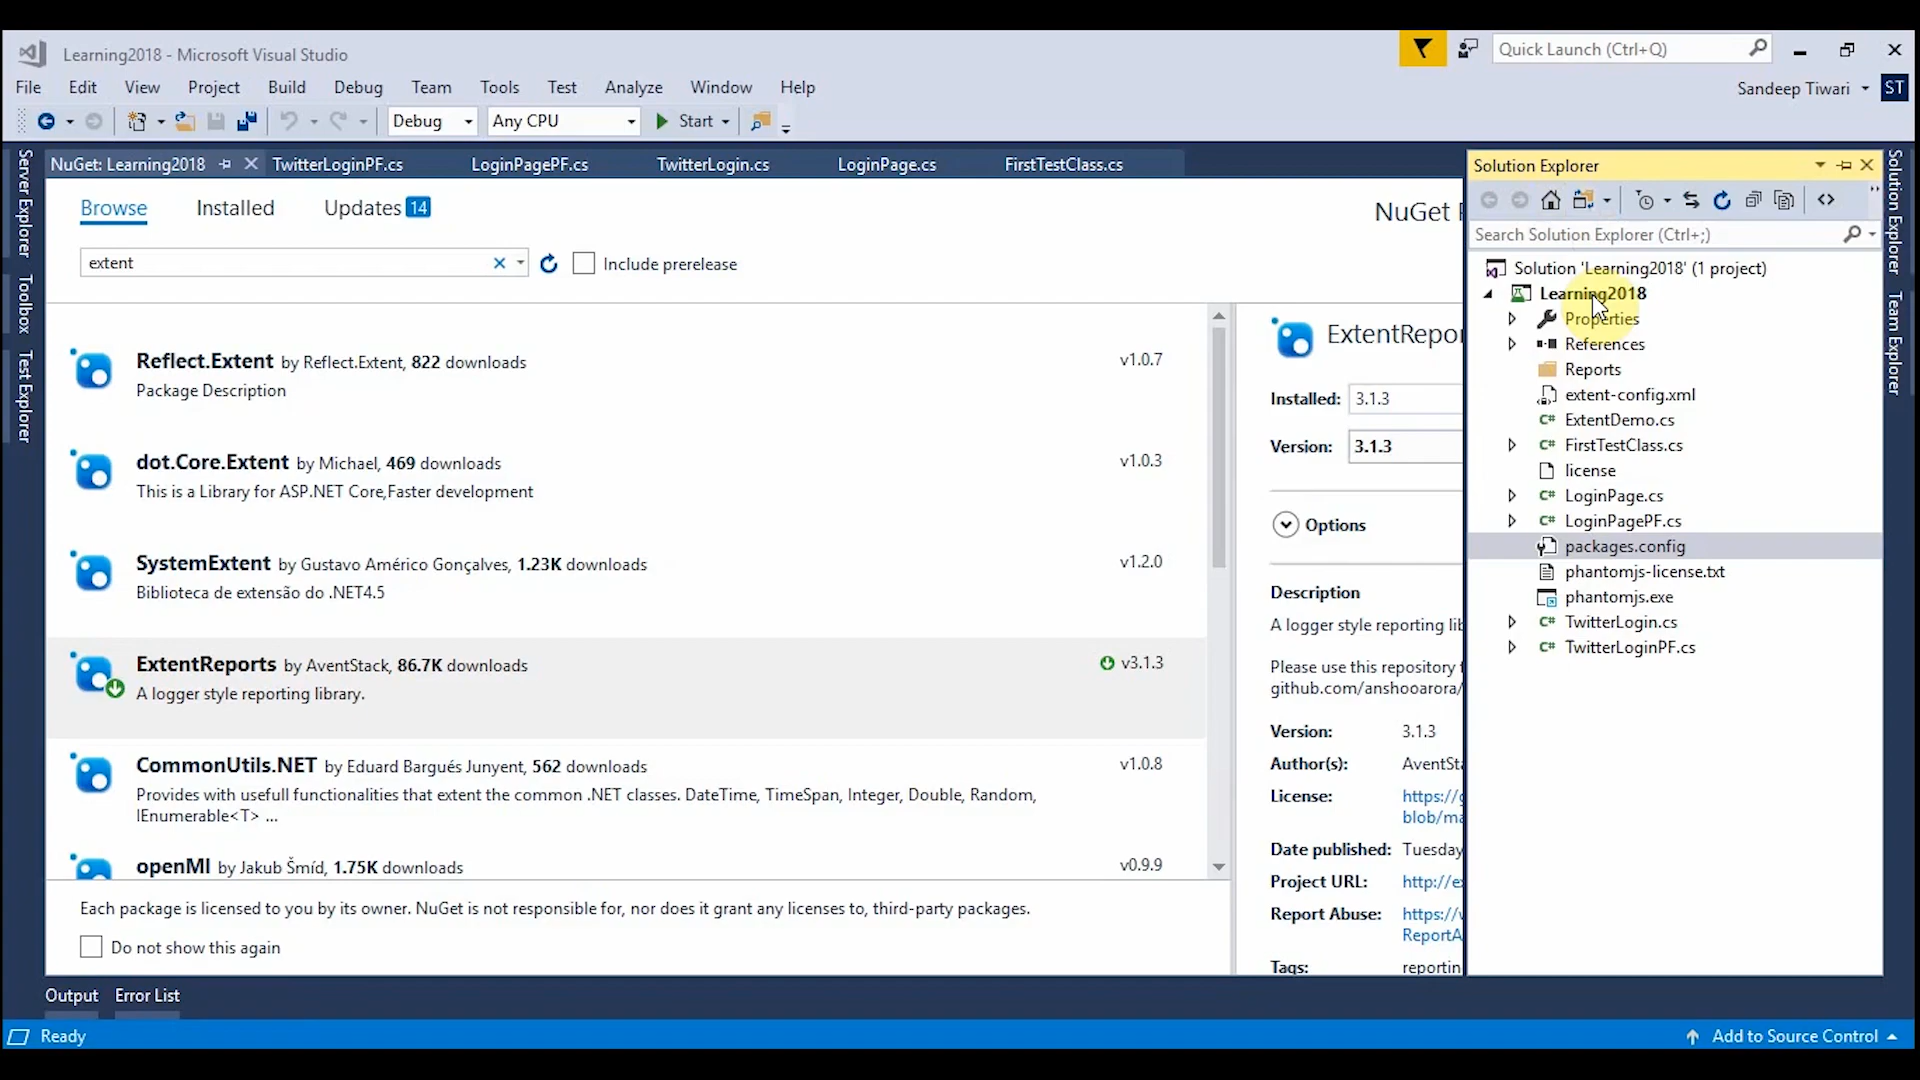 Learning2018 - Microsoft Visual Studio
Quick Launch (Ctrl+Q)
File Edit View Project Build Debug Team Tools Test Analyze Window Help
Sandeep Tiwari ST
Debug Any CPU Start
NuGet: Learning2018 TwitterLoginPF.cs LoginPagePF.cs TwitterLogin.cs LoginPage.cs FirstTestClass.cs
Server Explorer
Toolbox
Test Explorer
Browse Installed Updates 14
NuGet
extent
Include prerelease
Reflect.Extent by Reflect.Extent, 822 downloads v1.0.7
Package Description
dot.Core.Extent by Michael, 469 downloads v1.0.3
This is a Library for ASP.NET Core,Faster development
SystemExtent by Gustavo Américo Gonçalves, 1.23K downloads v1.2.0
Biblioteca de extensão do .NET4.5
ExtentReports by AventStack, 86.7K downloads v3.1.3
A logger style reporting library.
CommonUtils.NET by Eduard Bargués Junyent, 562 downloads v1.0.8
Provides with usefull functionalities that extent the common .NET classes. DateTime, TimeSpan, Integer, Double, Random,
IEnumerable<T> ...
openMI by Jakub Šmíd, 1.75K downloads v0.9.9
Each package is licensed to you by its owner. NuGet is not responsible for, nor does it grant any licenses to, third-party packages.
Do not show this again
ExtentRepor
Installed: 3.1.3
Version: 3.1.3
Options
Description
A logger style reporting lib
Please use this repository
github.com/anshooarora/
Version: 3.1.3
Author(s): AventSta
License: https://g
blob/ma
Date published: Tuesday
Project URL: http://ex
Report Abuse: https://w
ReportA
Tags: reportin
Solution Explorer
Search Solution Explorer (Ctrl+;)
Solution 'Learning2018' (1 project)
Learning2018
Properties
References
Reports
extent-config.xml
ExtentDemo.cs
FirstTestClass.cs
license
LoginPage.cs
LoginPagePF.cs
packages.config
phantomjs-license.txt
phantomjs.exe
TwitterLogin.cs
TwitterLoginPF.cs
Solution Explorer
Team Explorer
Output Error List
Ready
Add to Source Control